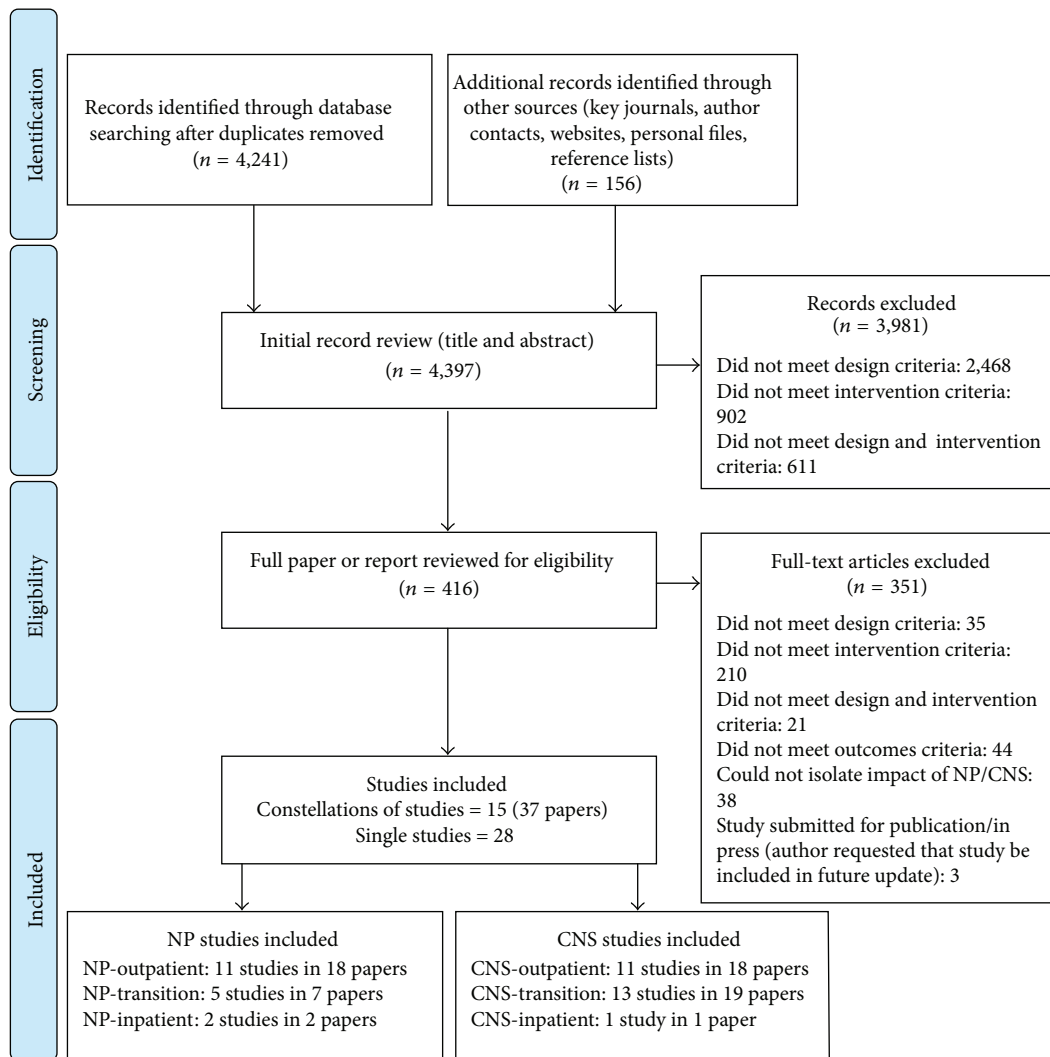 Identification
Records identified through database
searching after duplicates removed
(n = 4,241)
Additional records identified through
other sources (key journals, author
contacts, websites, personal files,
reference lists)
(n = 156)
Screening
Initial record review (title and abstract)
(n = 4,397)
Records excluded
(n = 3,981)
Did not meet design criteria: 2,468
Did not meet intervention criteria:
902
Did not meet design and intervention
criteria: 611
Eligibility
Full paper or report reviewed for eligibility
(n = 416)
Full-text articles excluded
(n = 351)
Did not meet design criteria: 35
Did not meet intervention criteria:
210
Did not meet design and intervention
criteria: 21
Did not meet outcomes criteria: 44
Could not isolate impact of NP/CNS:
38
Study submitted for publication/in
press (author requested that study be
included in future update): 3
Included
Studies included
Constellations of studies = 15 (37 papers)
Single studies = 28
NP studies included
NP-outpatient: 11 studies in 18 papers
NP-transition: 5 studies in 7 papers
NP-inpatient: 2 studies in 2 papers
CNS studies included
CNS-outpatient: 11 studies in 18 papers
CNS-transition: 13 studies in 19 papers
CNS-inpatient: 1 study in 1 paper